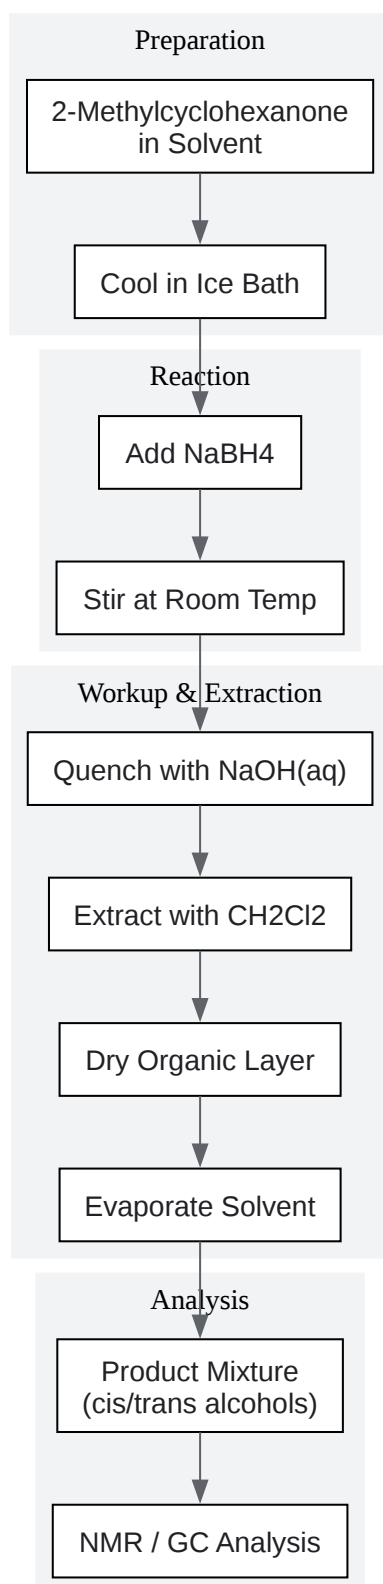 Preparation
2-Methylcyclohexanone
in Solvent
Cool in Ice Bath
Reaction
Add NaBH4
Stir at Room Temp
Workup & Extraction
Quench with NaOH(aq)
Extract with CH2Cl2
Dry Organic Layer
Evaporate Solvent
Analysis
Product Mixture
(cis/trans alcohols)
NMR / GC Analysis